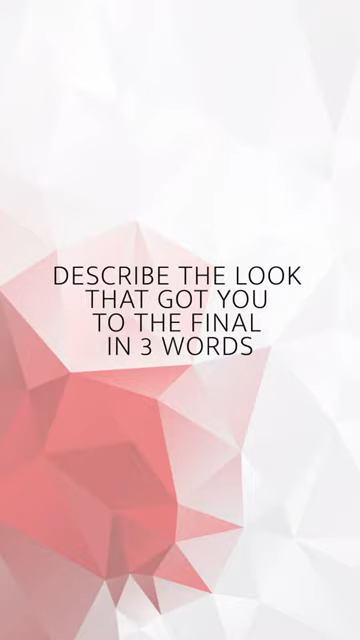 DESCRIBE THE LOOK
THAT GOT YOU
TO THE FINAL
IN 3 WORDS